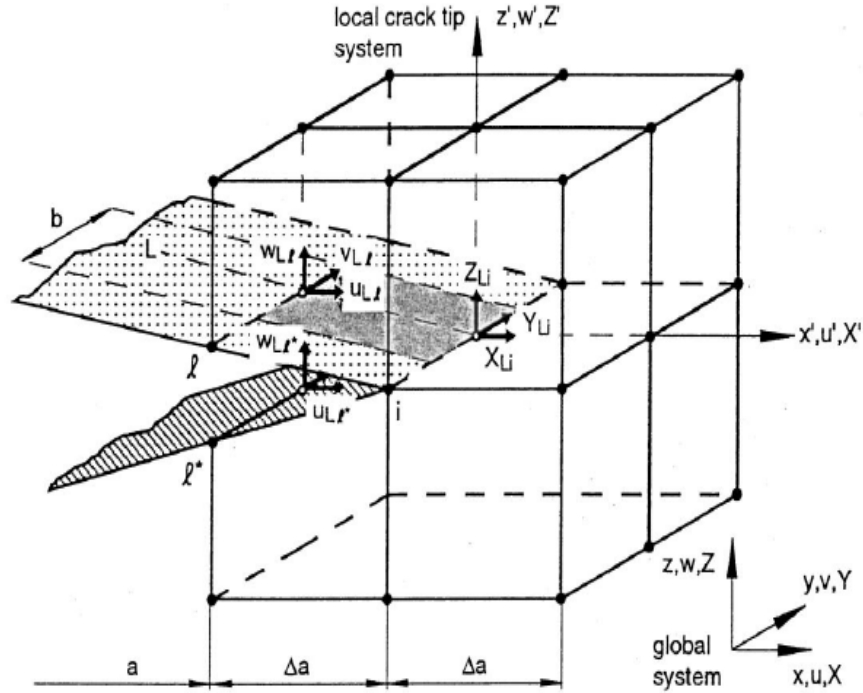 local crack tip
system
z',w',Z'
b
L
w_Lℓ
v_Lℓ
u_Lℓ
Z_Li
Y_Li
X_Li
x',u',X'
w_Lℓ*
u_Lℓ*
ℓ
i
ℓ*
z,w,Z
y,v,Y
a
Δa
Δa
global
system
x,u,X